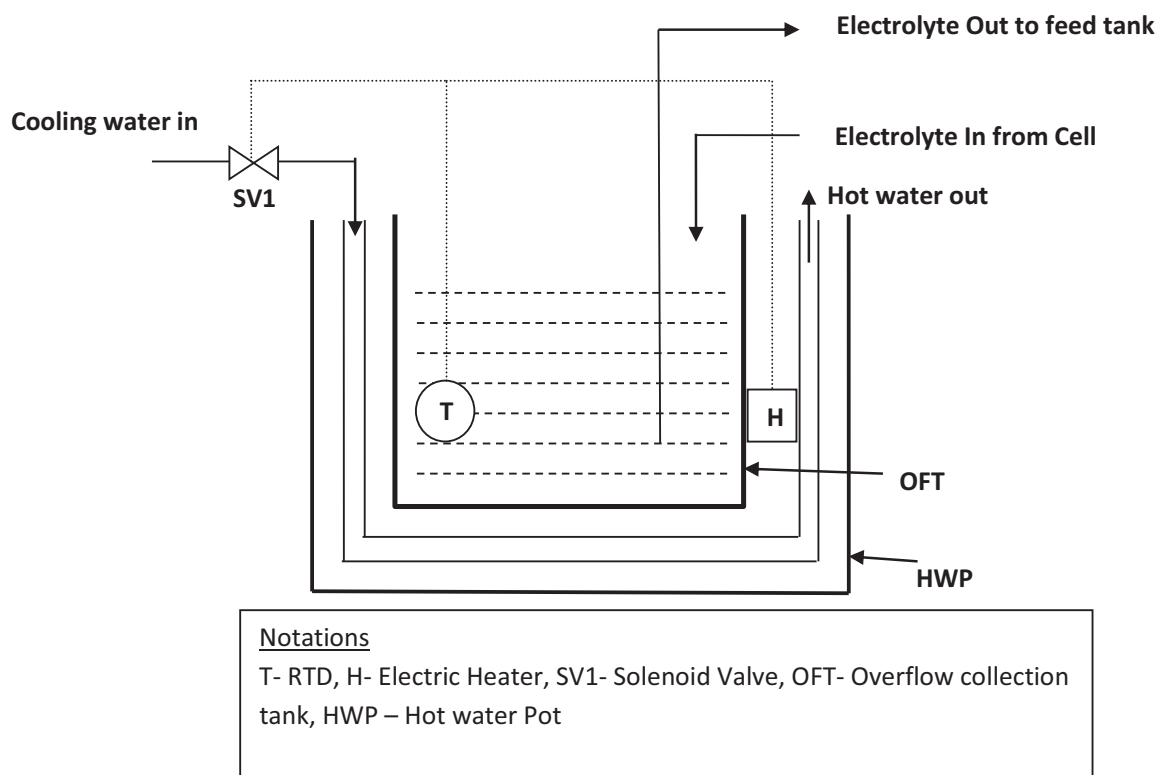 Electrolyte Out to feed tank
Cooling water in
Electrolyte In from Cell
SV1
Hot water out
T
H
OFT
HWP
Notations
T- RTD, H- Electric Heater, SV1- Solenoid Valve, OFT- Overflow collection
tank, HWP – Hot water Pot